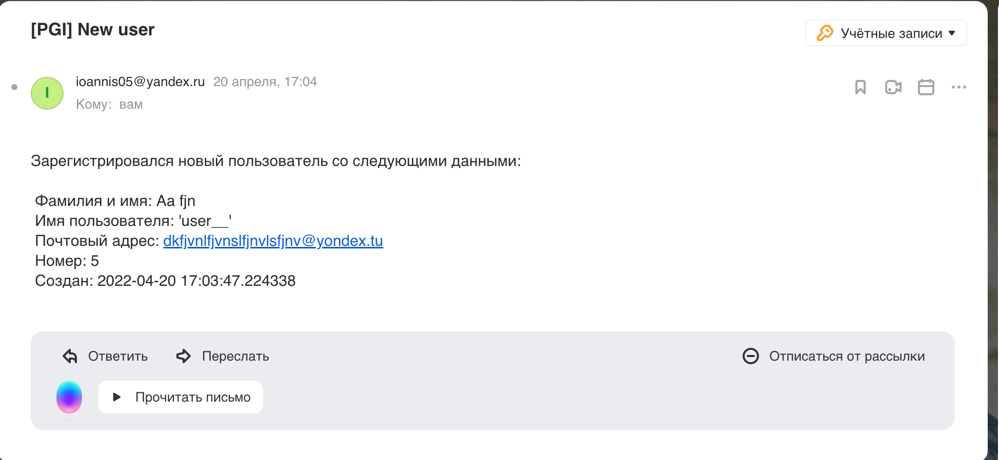 [PGI] New user
Учётные записи
I
ioannis05@yandex.ru 20 апреля, 17:04
Кому: вам
Зарегистрировался новый пользователь со следующими данными:
Фамилия и имя: Aa fjn
Имя пользователя: 'user__'
Почтовый адрес: dkfjvnlfjvnslfjnvlsfjnv@yondex.tu
Номер: 5
Создан: 2022-04-20 17:03:47.224338
Ответить Переслать Отписаться от рассылки
Прочитать письмо